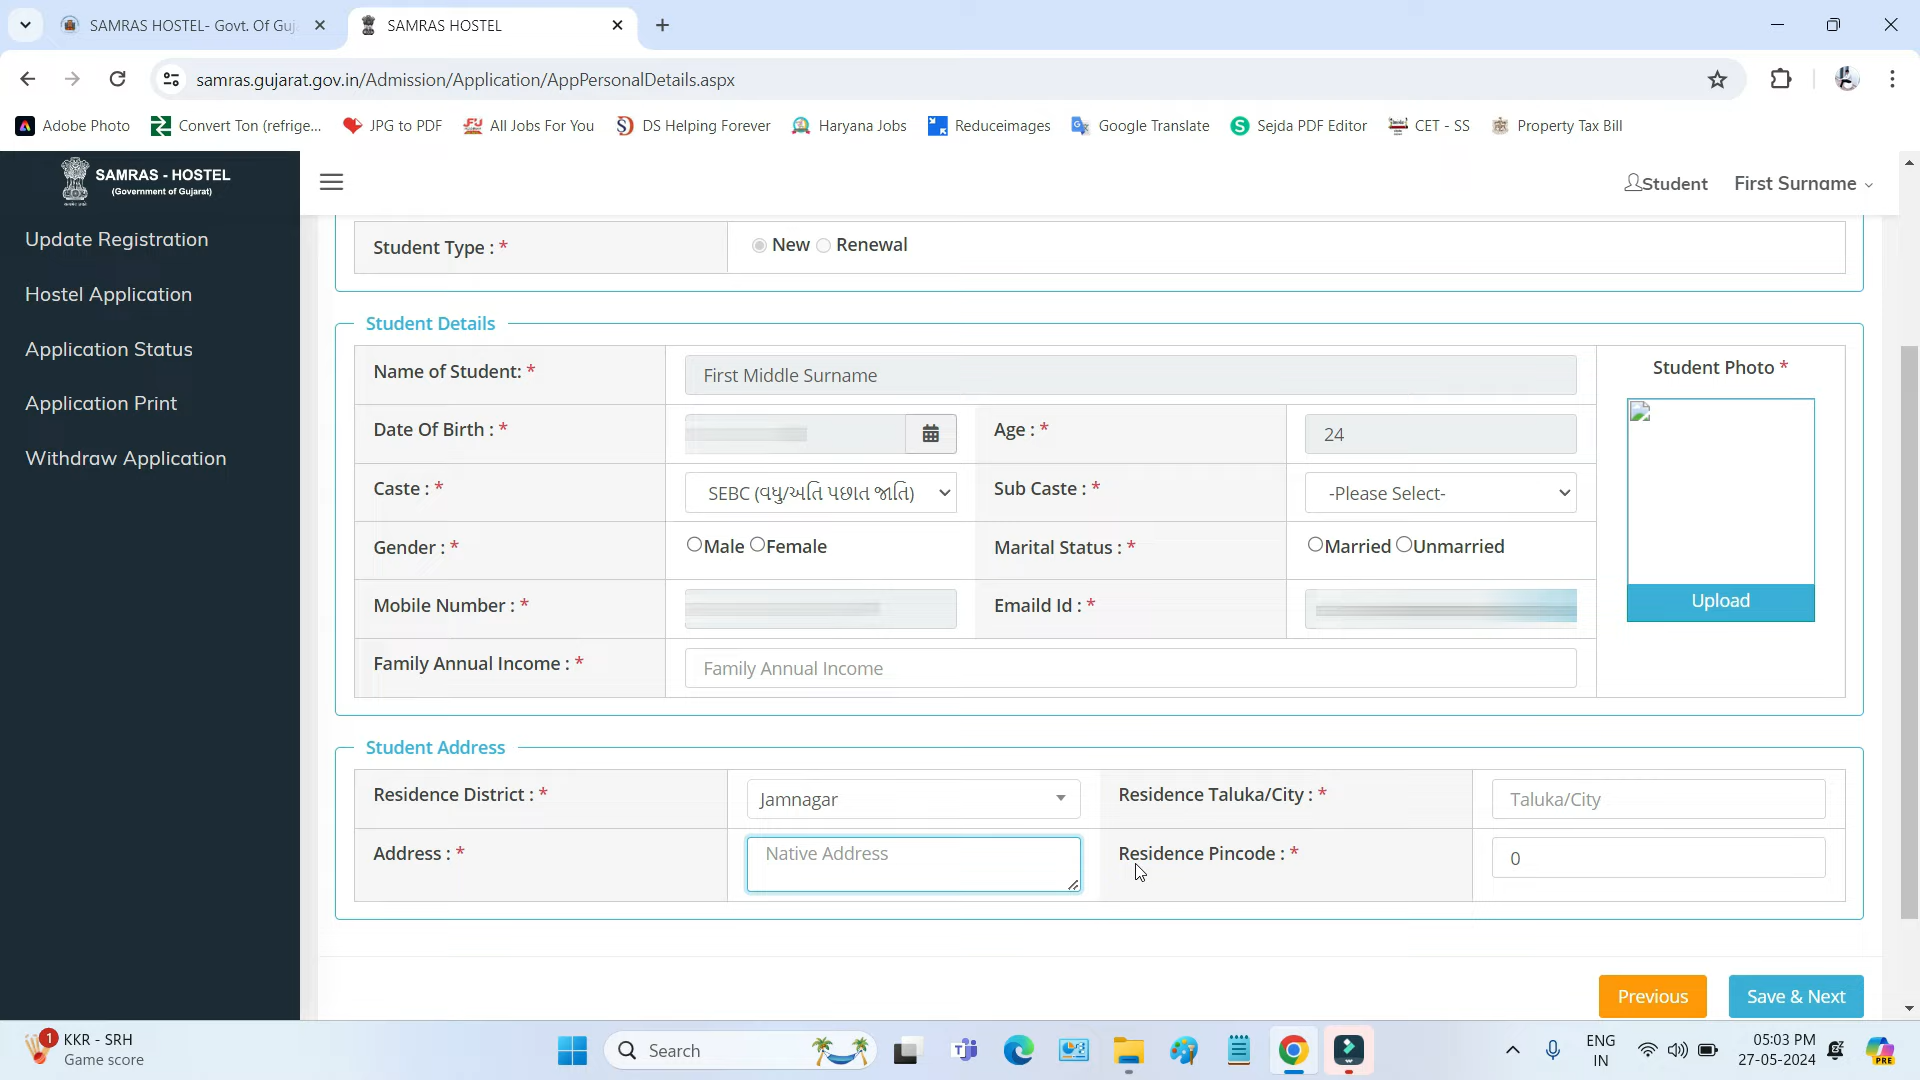 SAMRAS HOSTEL- Govt. Of Guj
SAMRAS HOSTEL
samras.gujarat.gov.in/Admission/Application/AppPersonalDetails.aspx
Adobe Photo
Convert Ton (refrige...
JPG to PDF
All Jobs For You
DS Helping Forever
Haryana Jobs
Reduceimages
Google Translate
Sejda PDF Editor
CET - SS
Property Tax Bill
SAMRAS - HOSTEL
(Government of Gujarat)
Student
First Surname
Update Registration
Hostel Application
Application Status
Application Print
Withdraw Application
Student Type : *
New
Renewal
Student Details
Name of Student: *
First Middle Surname
Student Photo *
Date Of Birth : *
Age : *
24
Caste : *
SEBC (વધુ/અતિ પછાત જાતિ)
Sub Caste : *
-Please Select-
Gender : *
Male
Female
Marital Status : *
Married
Unmarried
Mobile Number : *
Emaild Id : *
Upload
Family Annual Income : *
Family Annual Income
Student Address
Residence District : *
Jamnagar
Residence Taluka/City : *
Taluka/City
Address : *
Native Address
Residence Pincode : *
0
Previous
Save & Next
1
KKR - SRH
Game score
Search
ENG
IN
05:03 PM
27-05-2024
PRE